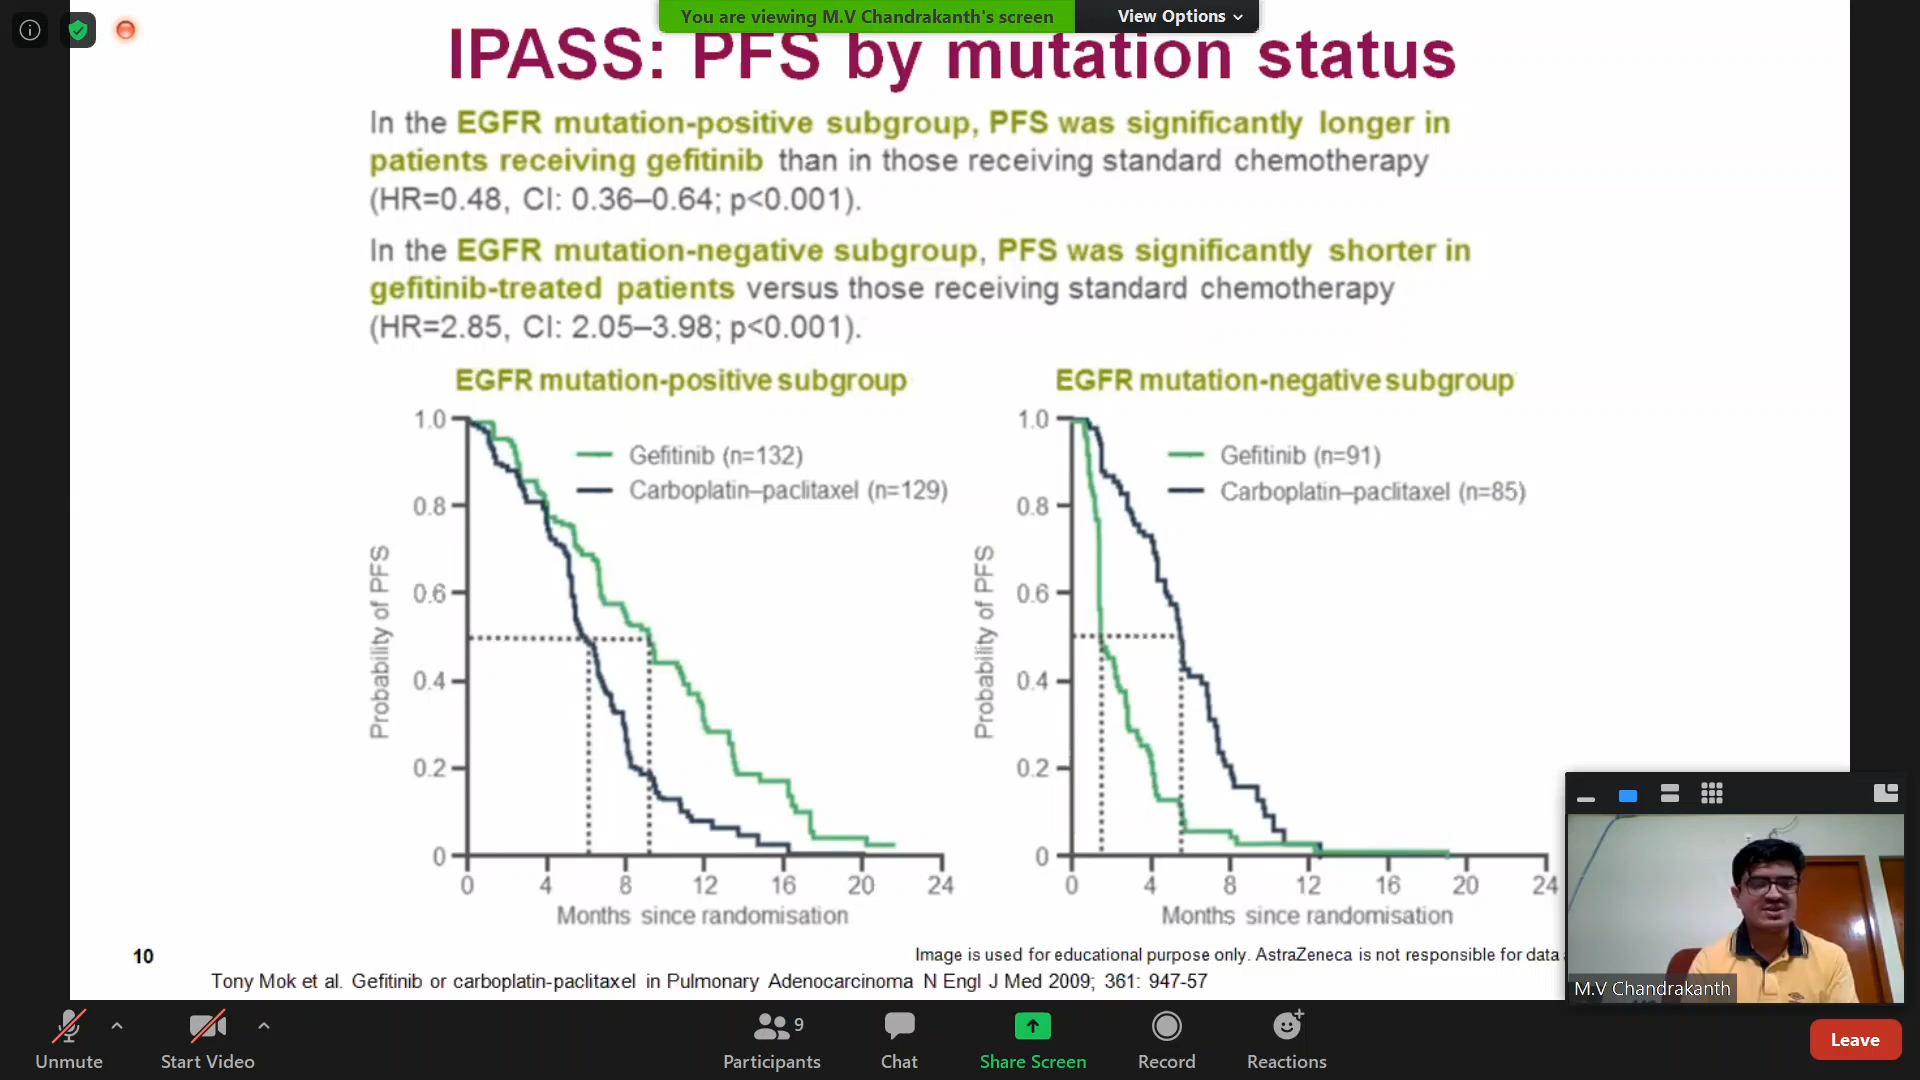 You are viewing M.V Chandrakanth's screen
View Options
IPASS: PFS by mutation status
In the EGFR mutation-positive subgroup, PFS was significantly longer in
patients receiving gefitinib than in those receiving standard chemotherapy
(HR=0.48, CI: 0.36–0.64; p<0.001).
In the EGFR mutation-negative subgroup, PFS was significantly shorter in
gefitinib-treated patients versus those receiving standard chemotherapy
(HR=2.85, CI: 2.05–3.98; p<0.001).
EGFR mutation-positive subgroup
1.0
0.8
0.6
0.4
0.2
0
Probability of PFS
Gefitinib (n=132)
Carboplatin–paclitaxel (n=129)
0 4 8 12 16 20 24
Months since randomisation
EGFR mutation-negative subgroup
1.0
0.8
0.6
0.4
0.2
0
Probability of PFS
Gefitinib (n=91)
Carboplatin–paclitaxel (n=85)
0 4 8 12 16 20 24
Months since randomisation
10
Image is used for educational purpose only. AstraZeneca is not responsible for data
Tony Mok et al. Gefitinib or carboplatin-paclitaxel in Pulmonary Adenocarcinoma N Engl J Med 2009; 361: 947-57
M.V Chandrakanth
Unmute
Start Video
9
Participants
Chat
Share Screen
Record
Reactions
Leave